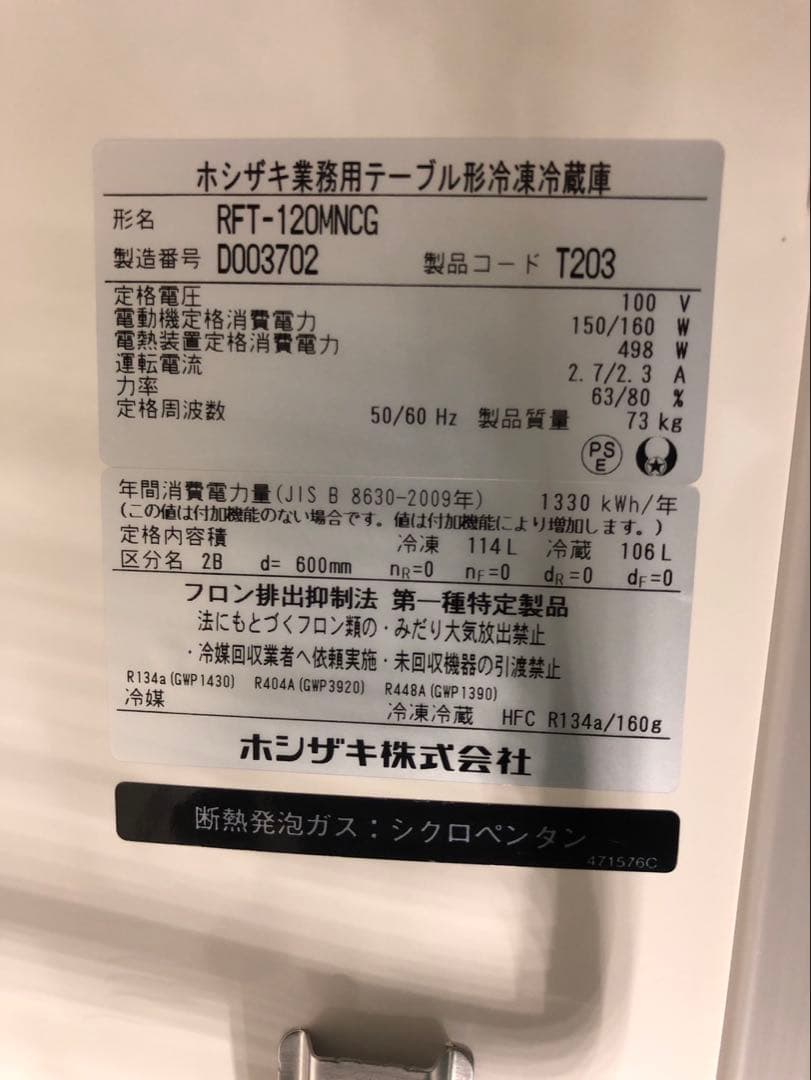 ホシザキ業務用テーブル形冷凍冷蔵庫
形名 RFT-120MNCG
製造番号 D003702 製品コード T203
定格電圧 100 V
電動機定格消費電力 150/160 W
電熱装置定格消費電力 498 W
運転電流 2.7/2.3 A
力率 63/80 %
定格周波数 50/60 Hz 製品質量 73 kg
PS
E
年間消費電力量(JIS B 8630-2009年) 1330 kWh/年
(この値は付加機能のない場合です。値は付加機能により増加します。)
定格内容積 冷凍 114L 冷蔵 106L
区分名 2B d= 600mm nR=0 nF=0 dR=0 dF=0
フロン排出抑制法 第一種特定製品
法にもとづくフロン類の・みだり大気放出禁止
・冷媒回収業者へ依頼実施・未回収機器の引渡禁止
R134a(GWP1430) R404A(GWP3920) R448A(GWP1390)
冷媒 冷凍冷蔵 HFC R134a/160g
ホシザキ株式会社
断熱発泡ガス：シクロペンタン
471576C